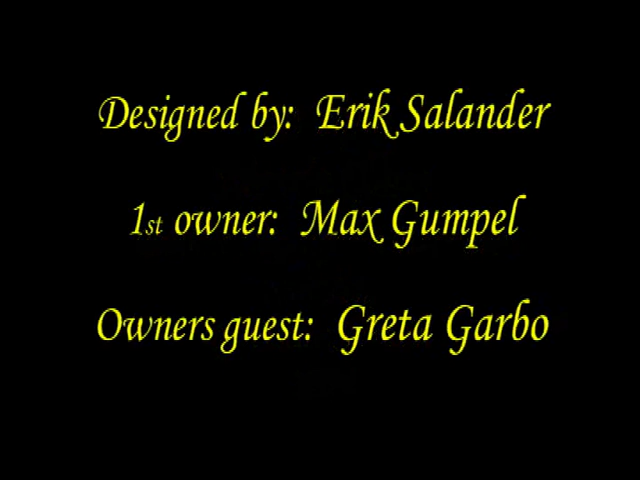 Designed by: Erik Salander
1st owner: Max Gumpel
Owners guest: Greta Garbo